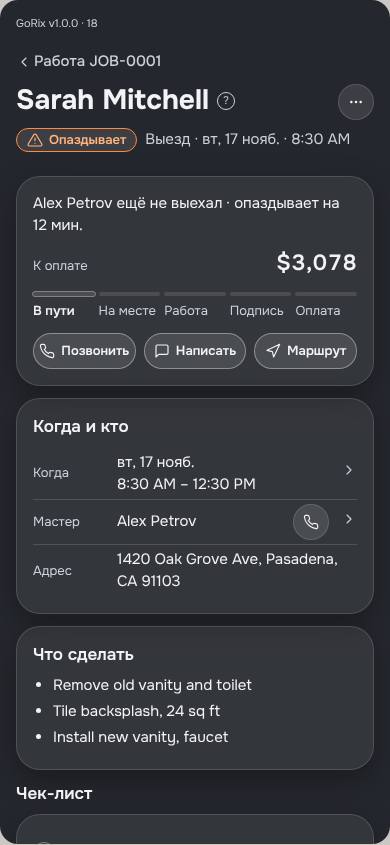 GoRix v1.0.0 · 18
Работа JOB-0001
Sarah Mitchell ?
Опаздывает Выезд · вт, 17 нояб. · 8:30 AM
Alex Petrov ещё не выехал · опаздывает на
12 мин.
К оплате $3,078
В пути На месте Работа Подпись Оплата
Позвонить Написать Маршрут
Когда и кто
Когда вт, 17 нояб.
8:30 AM – 12:30 PM
Мастер Alex Petrov
Адрес 1420 Oak Grove Ave, Pasadena,
CA 91103
Что сделать
• Remove old vanity and toilet
• Tile backsplash, 24 sq ft
• Install new vanity, faucet
Чек-лист